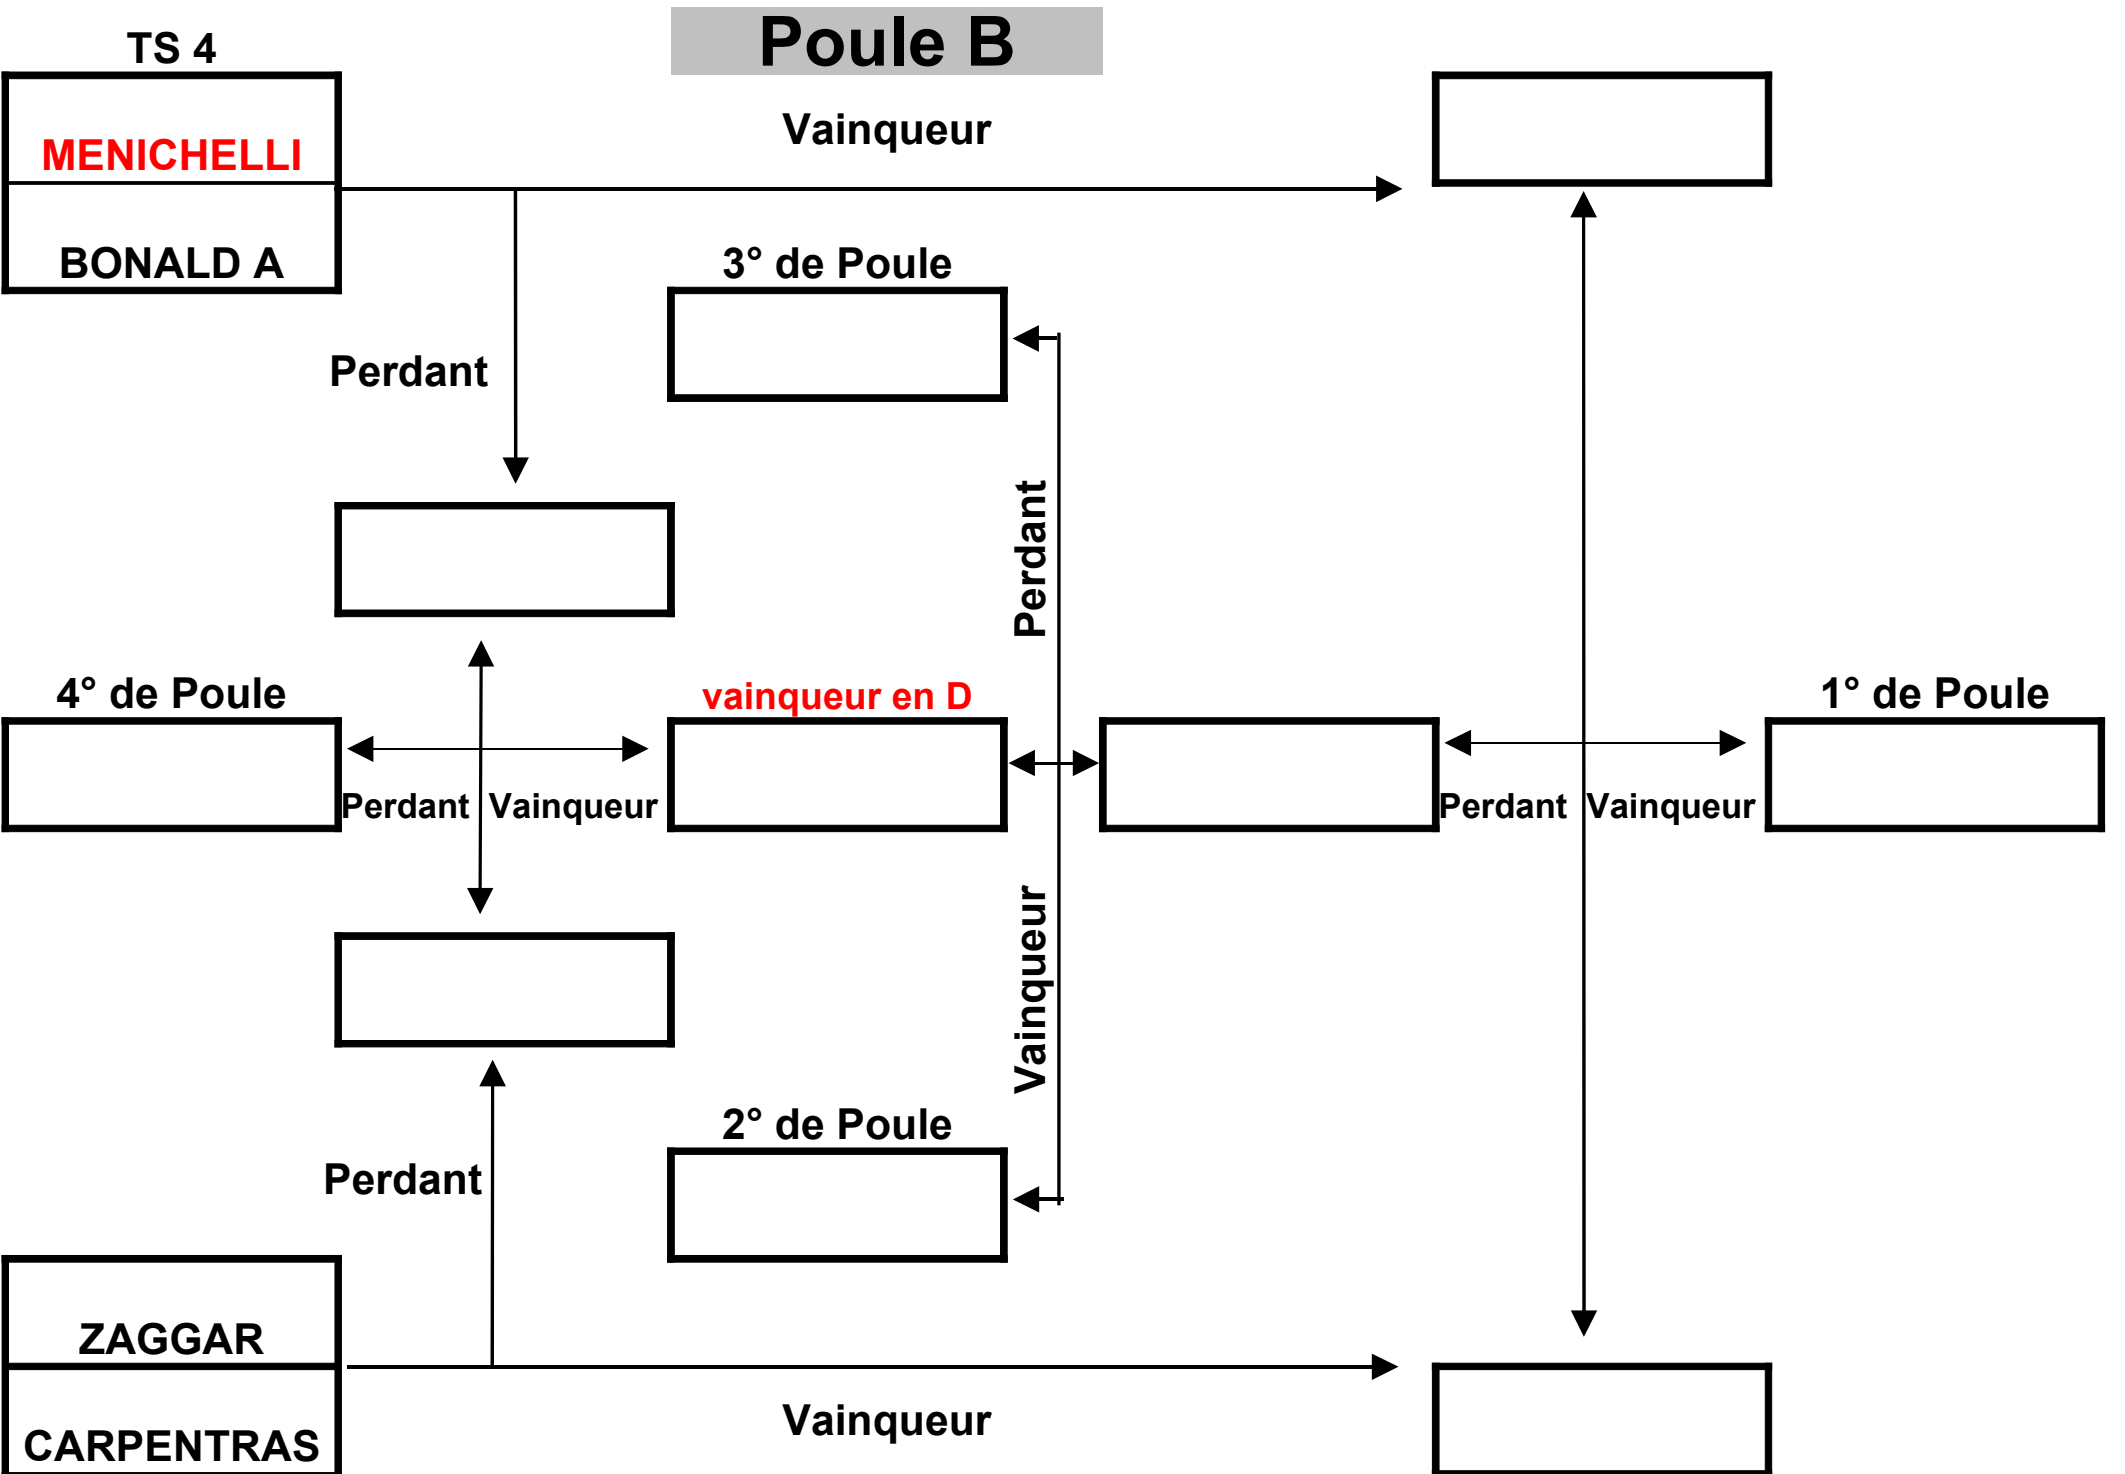 Poule B
TS 4
MENICHELLI
BONALD A
Vainqueur
3° de Poule
Perdant
Perdant
4° de Poule
vainqueur en D
1° de Poule
Perdant
Vainqueur
Perdant
Vainqueur
Vainqueur
2° de Poule
Perdant
ZAGGAR
CARPENTRAS
Vainqueur